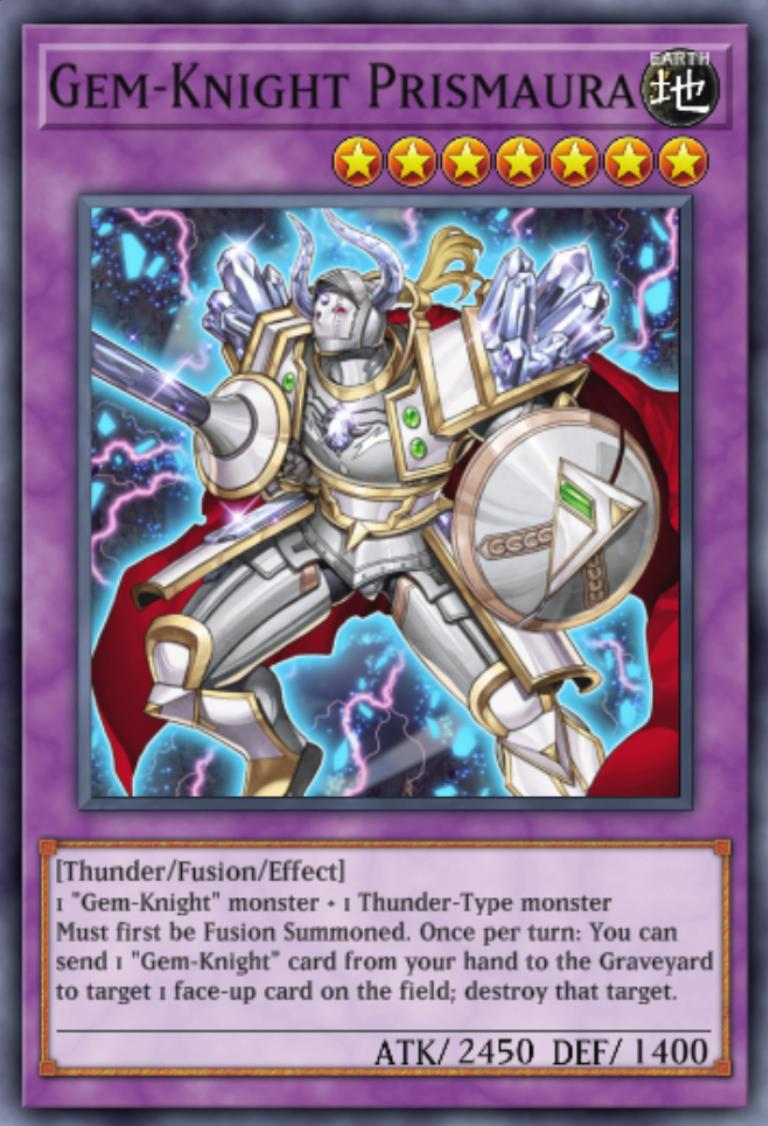 Gem-Knight Prismaura
EARTH
地
[Thunder/Fusion/Effect]
1 "Gem-Knight" monster + 1 Thunder-Type monster
Must first be Fusion Summoned. Once per turn: You can
send 1 "Gem-Knight" card from your hand to the Graveyard
to target 1 face-up card on the field; destroy that target.
ATK/ 2450 DEF/ 1400